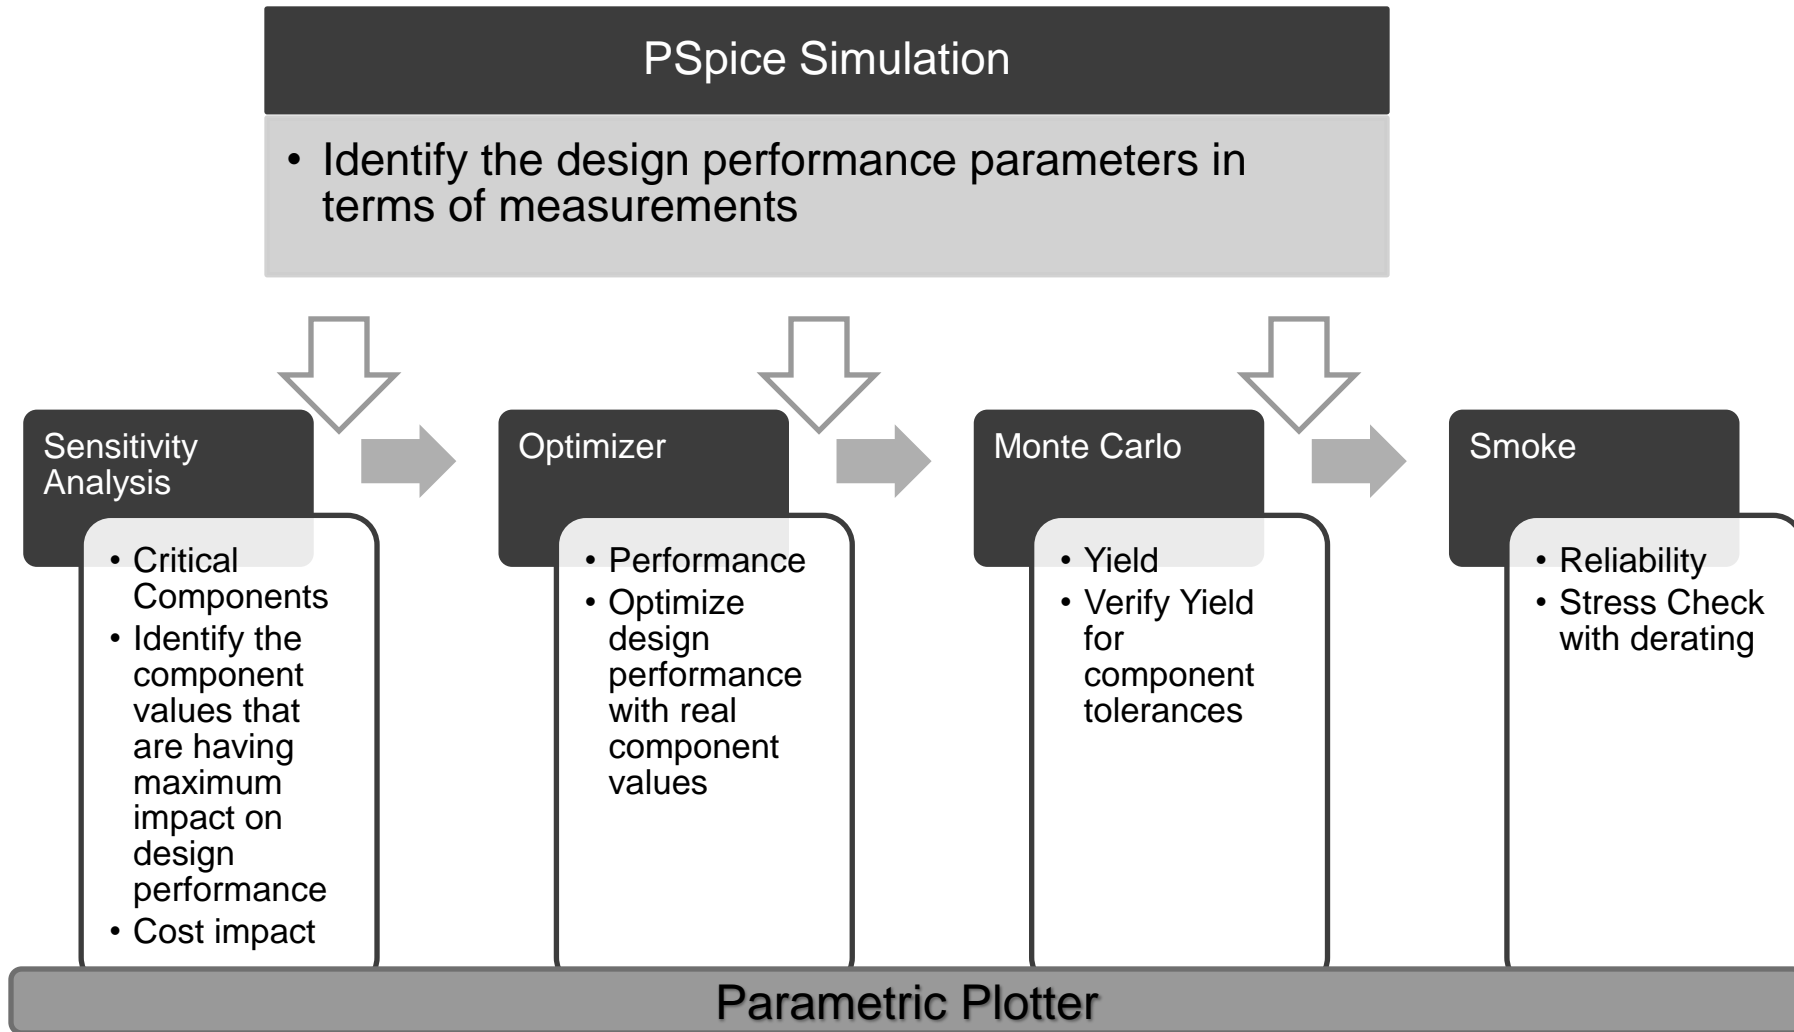 PSpice Simulation
• Identify the design performance parameters in
terms of measurements
Sensitivity
Analysis
• Critical
Components
• Identify the
component
values that
are having
maximum
impact on
design
performance
• Cost impact
Optimizer
• Performance
• Optimize
design
performance
with real
component
values
Monte Carlo
• Yield
• Verify Yield
for
component
tolerances
Smoke
• Reliability
• Stress Check
with derating
Parametric Plotter